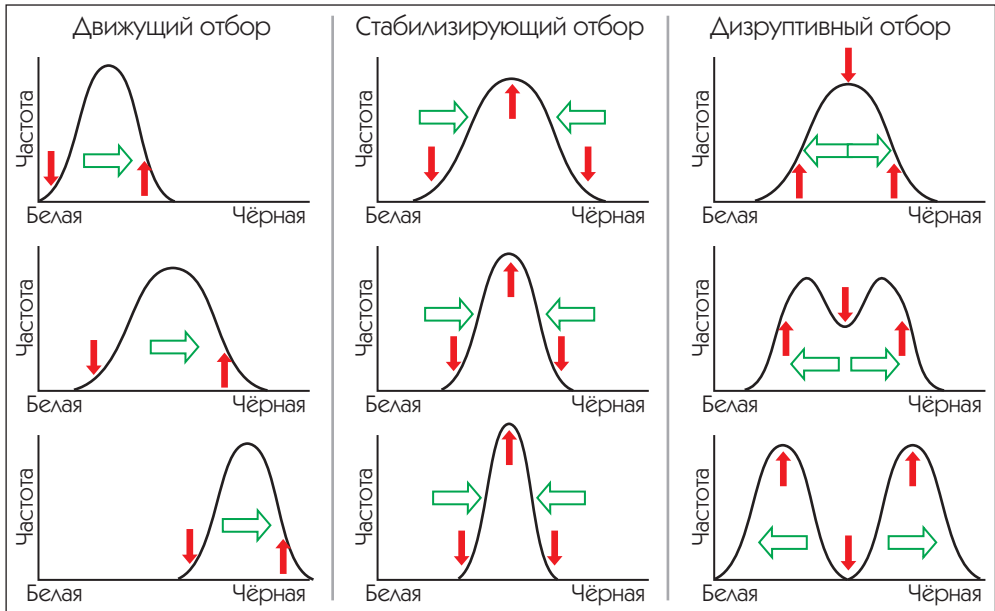 Движущий отбор
Стабилизирующий отбор
Дизруптивный отбор
Частота
Белая
Чёрная
Частота
Белая
Чёрная
Частота
Белая
Чёрная
Частота
Белая
Чёрная
Частота
Белая
Чёрная
Частота
Белая
Чёрная
Частота
Белая
Чёрная
Частота
Белая
Чёрная
Частота
Белая
Чёрная